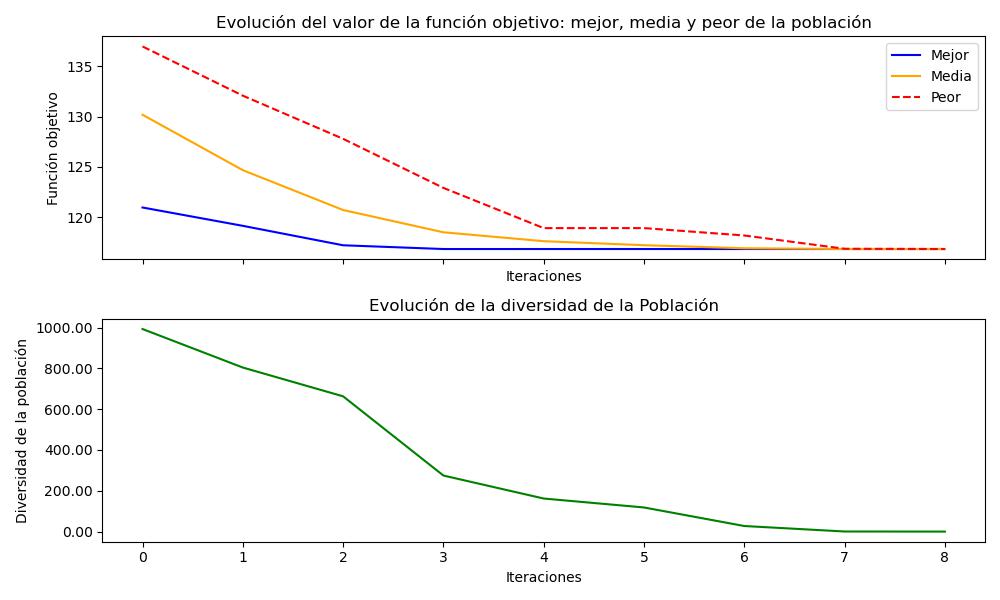 Evolución del valor de la función objetivo: mejor, media y peor de la población
Función objetivo
135
130
125
120
Mejor
Media
Peor
Iteraciones
Evolución de la diversidad de la Población
Diversidad de la población
1000.00
800.00
600.00
400.00
200.00
0.00
0 1 2 3 4 5 6 7 8
Iteraciones